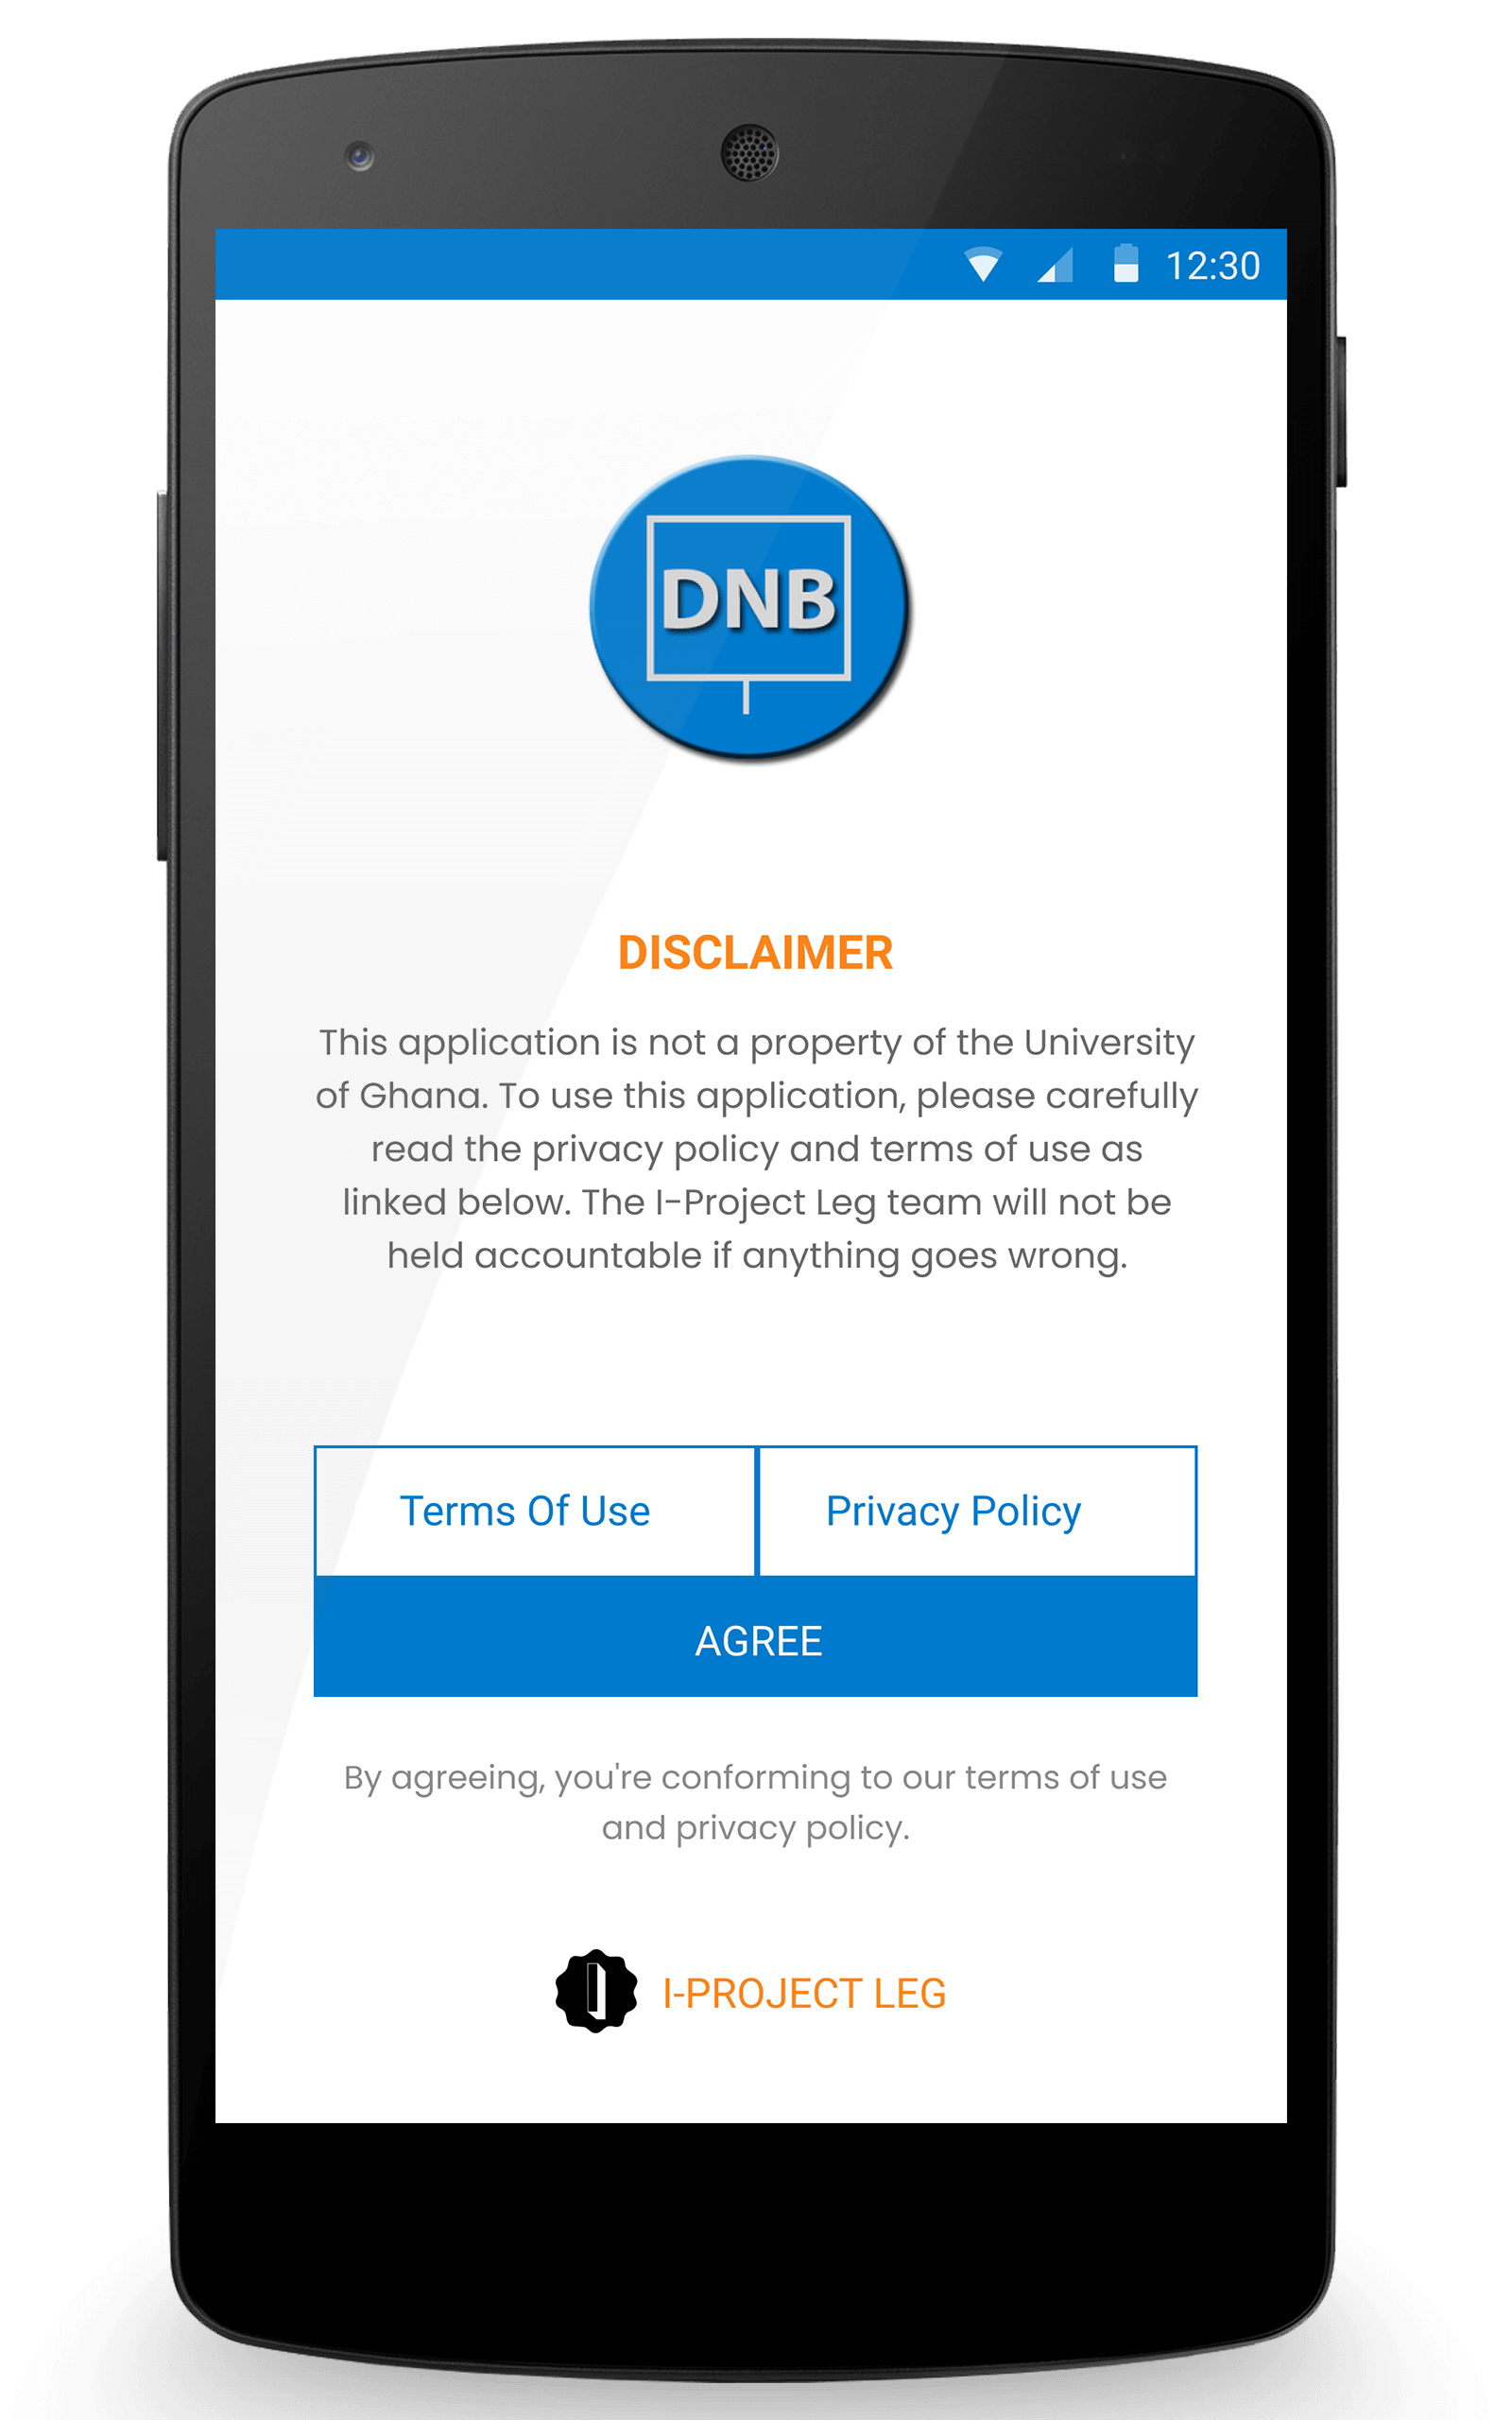 12:30
DNB
DISCLAIMER
This application is not a property of the University
of Ghana. To use this application, please carefully
read the privacy policy and terms of use as
linked below. The I-Project Leg team will not be
held accountable if anything goes wrong.
Terms Of Use
Privacy Policy
AGREE
By agreeing, you're conforming to our terms of use
and privacy policy.
I-PROJECT LEG